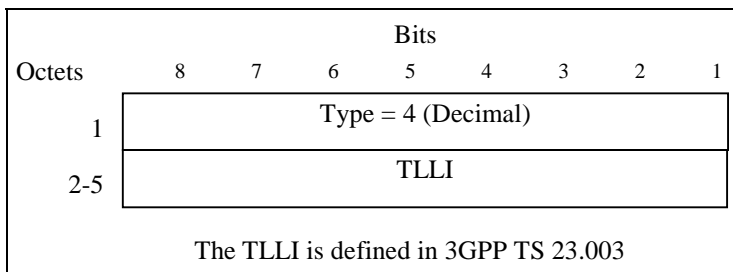 Bits
Octets 8 7 6 5 4 3 2 1
1 Type = 4 (Decimal)
2-5 TLLI
The TLLI is defined in 3GPP TS 23.003